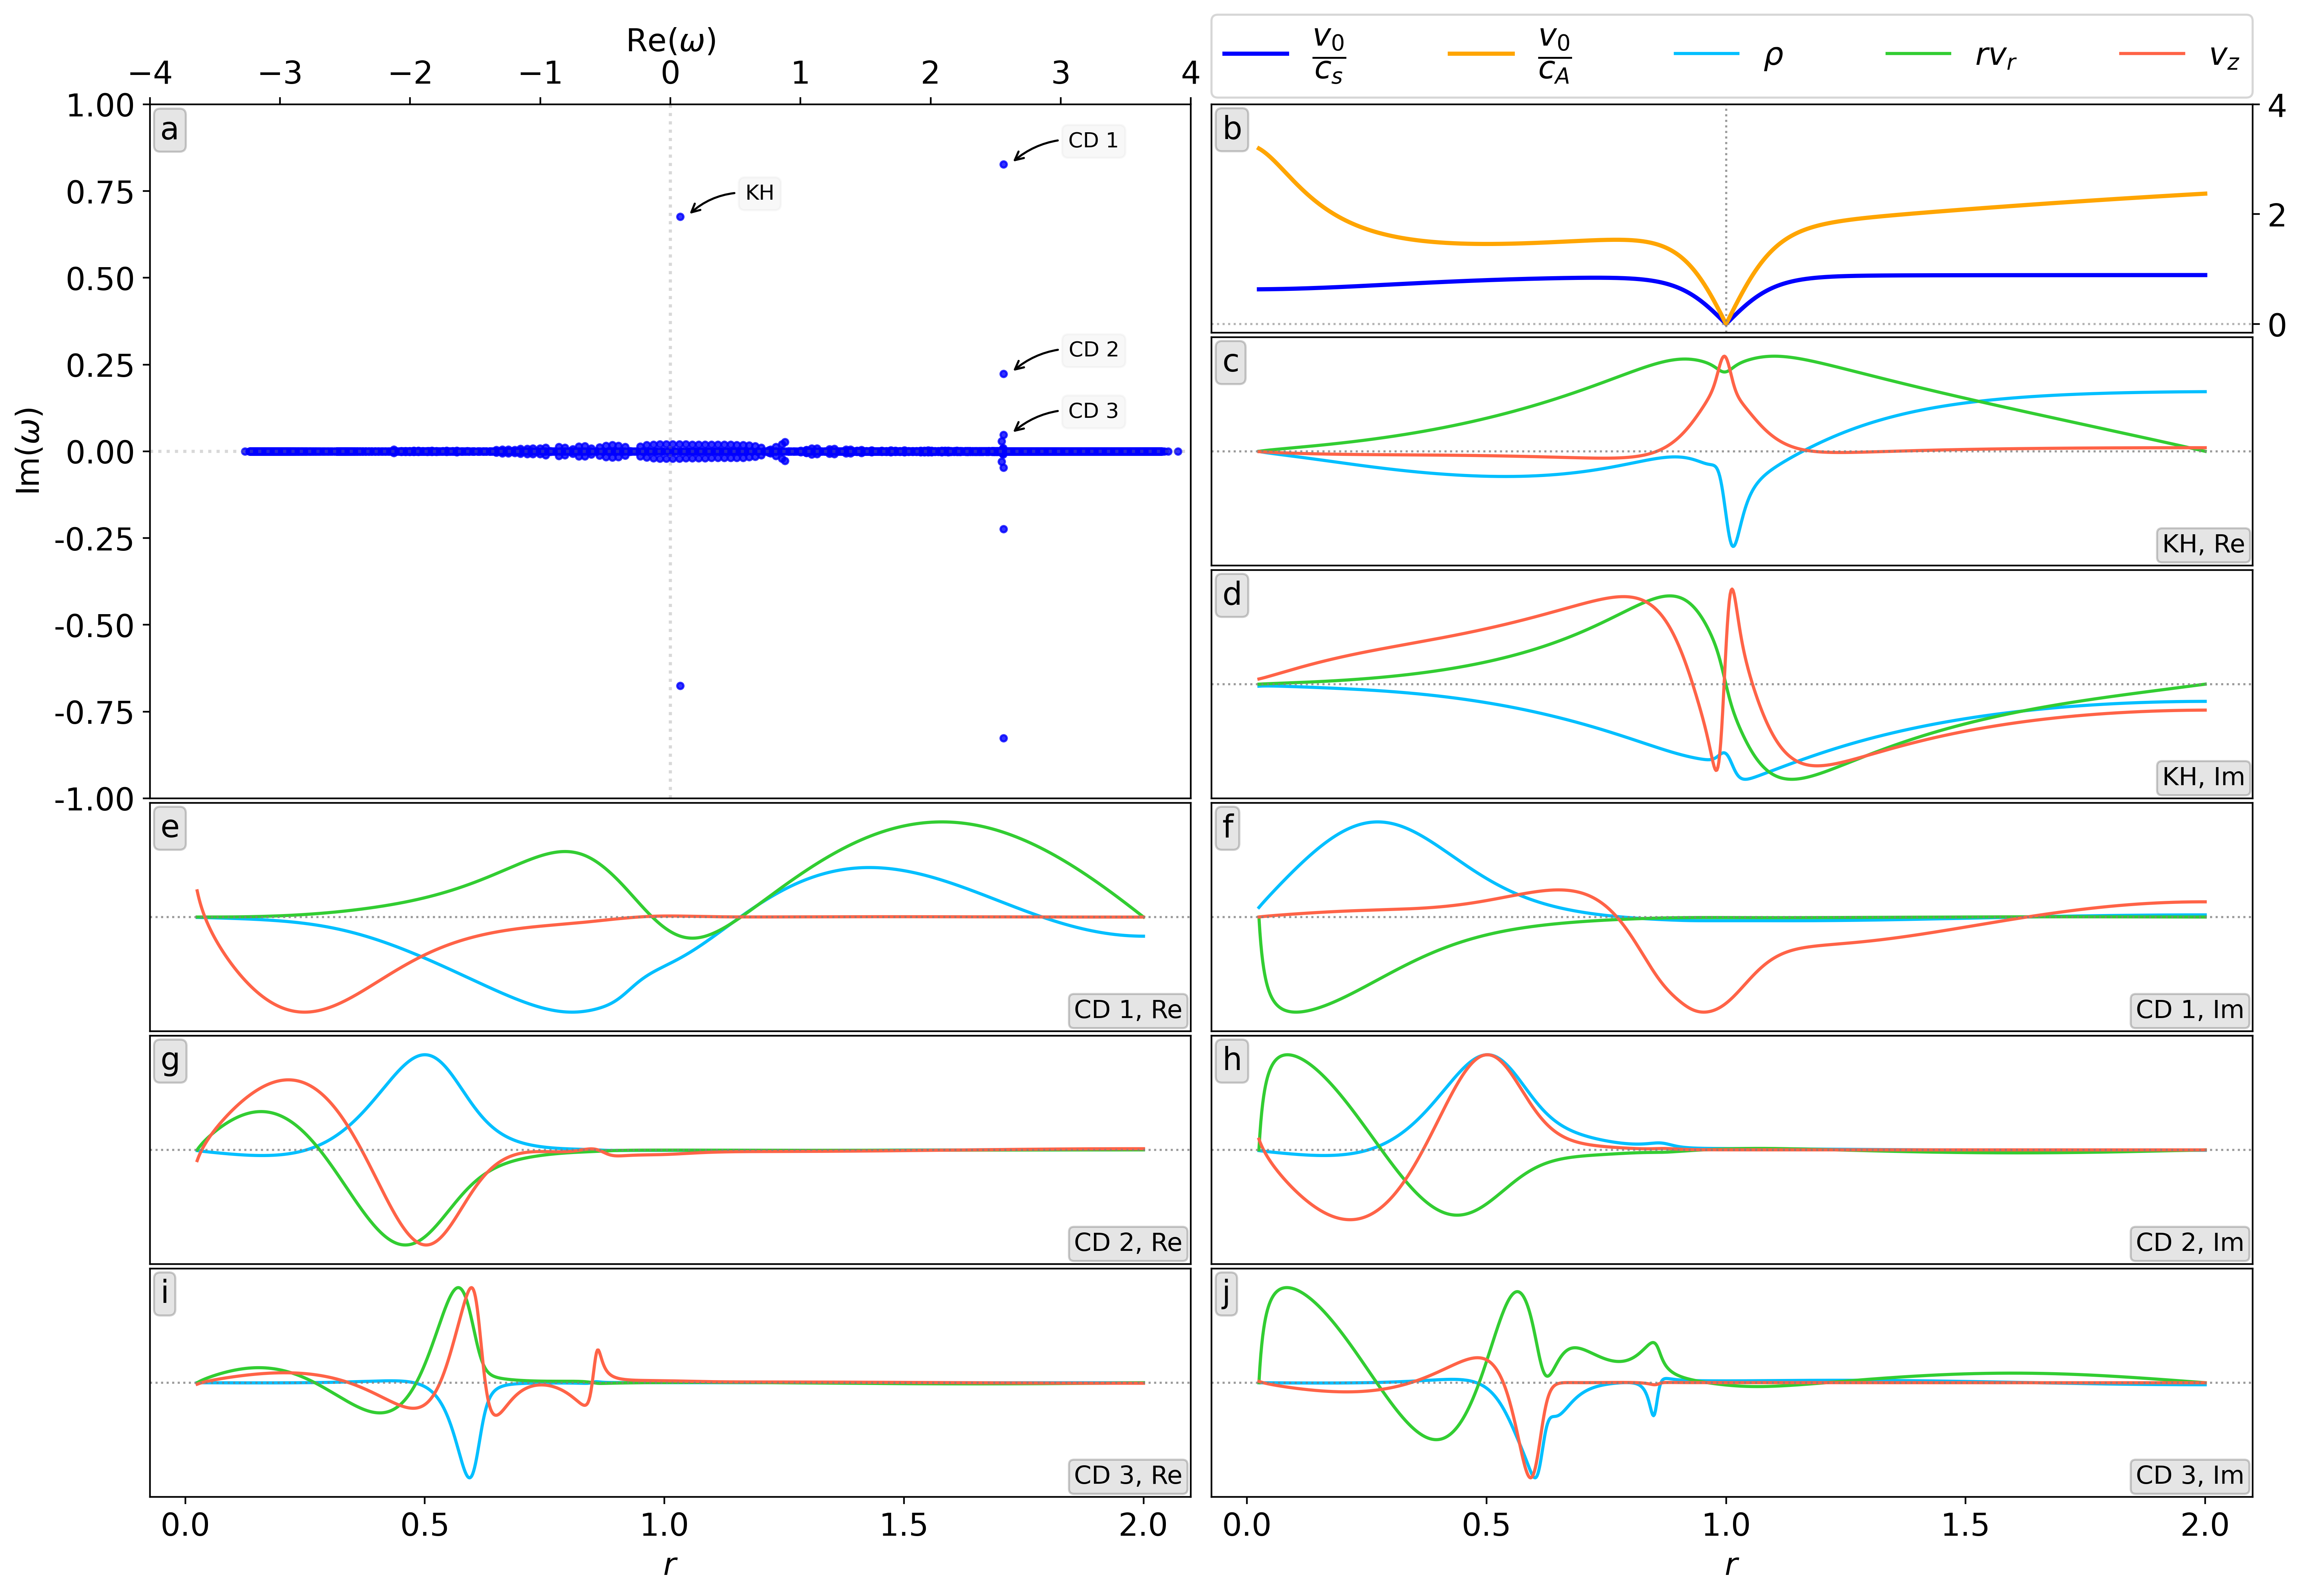 Re(ω)
−4 −3 −2 −1 0 1 2 3 4
v0/cs v0/cA ρ rvr vz
a
1.00
0.75
0.50
0.25
0.00
-0.25
-0.50
-0.75
-1.00
Im(ω)
CD 1
KH
CD 2
CD 3
b
4
2
0
c
KH, Re
d
KH, Im
e
CD 1, Re
f
CD 1, Im
g
CD 2, Re
h
CD 2, Im
i
CD 3, Re
j
CD 3, Im
0.0 0.5 1.0 1.5 2.0
r
0.0 0.5 1.0 1.5 2.0
r